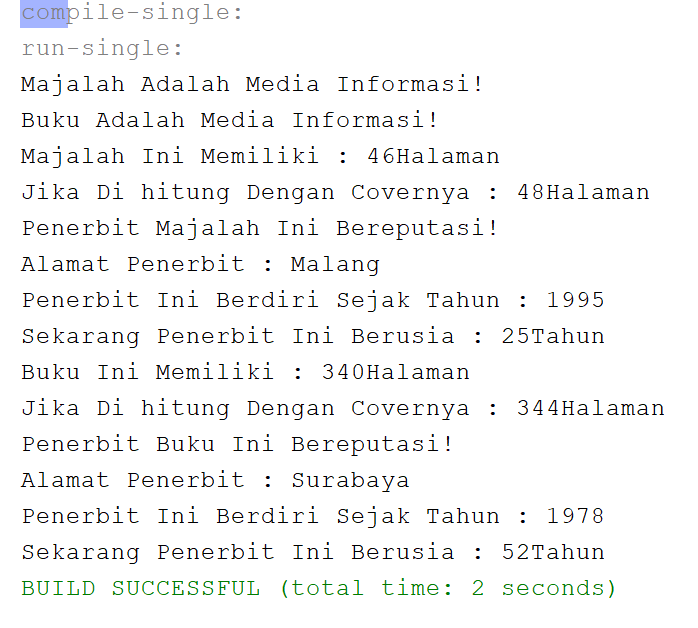 compile-single:
run-single:
Majalah Adalah Media Informasi!
Buku Adalah Media Informasi!
Majalah Ini Memiliki : 46Halaman
Jika Di hitung Dengan Covernya : 48Halaman
Penerbit Majalah Ini Bereputasi!
Alamat Penerbit : Malang
Penerbit Ini Berdiri Sejak Tahun : 1995
Sekarang Penerbit Ini Berusia : 25Tahun
Buku Ini Memiliki : 340Halaman
Jika Di hitung Dengan Covernya : 344Halaman
Penerbit Buku Ini Bereputasi!
Alamat Penerbit : Surabaya
Penerbit Ini Berdiri Sejak Tahun : 1978
Sekarang Penerbit Ini Berusia : 52Tahun
BUILD SUCCESSFUL (total time: 2 seconds)